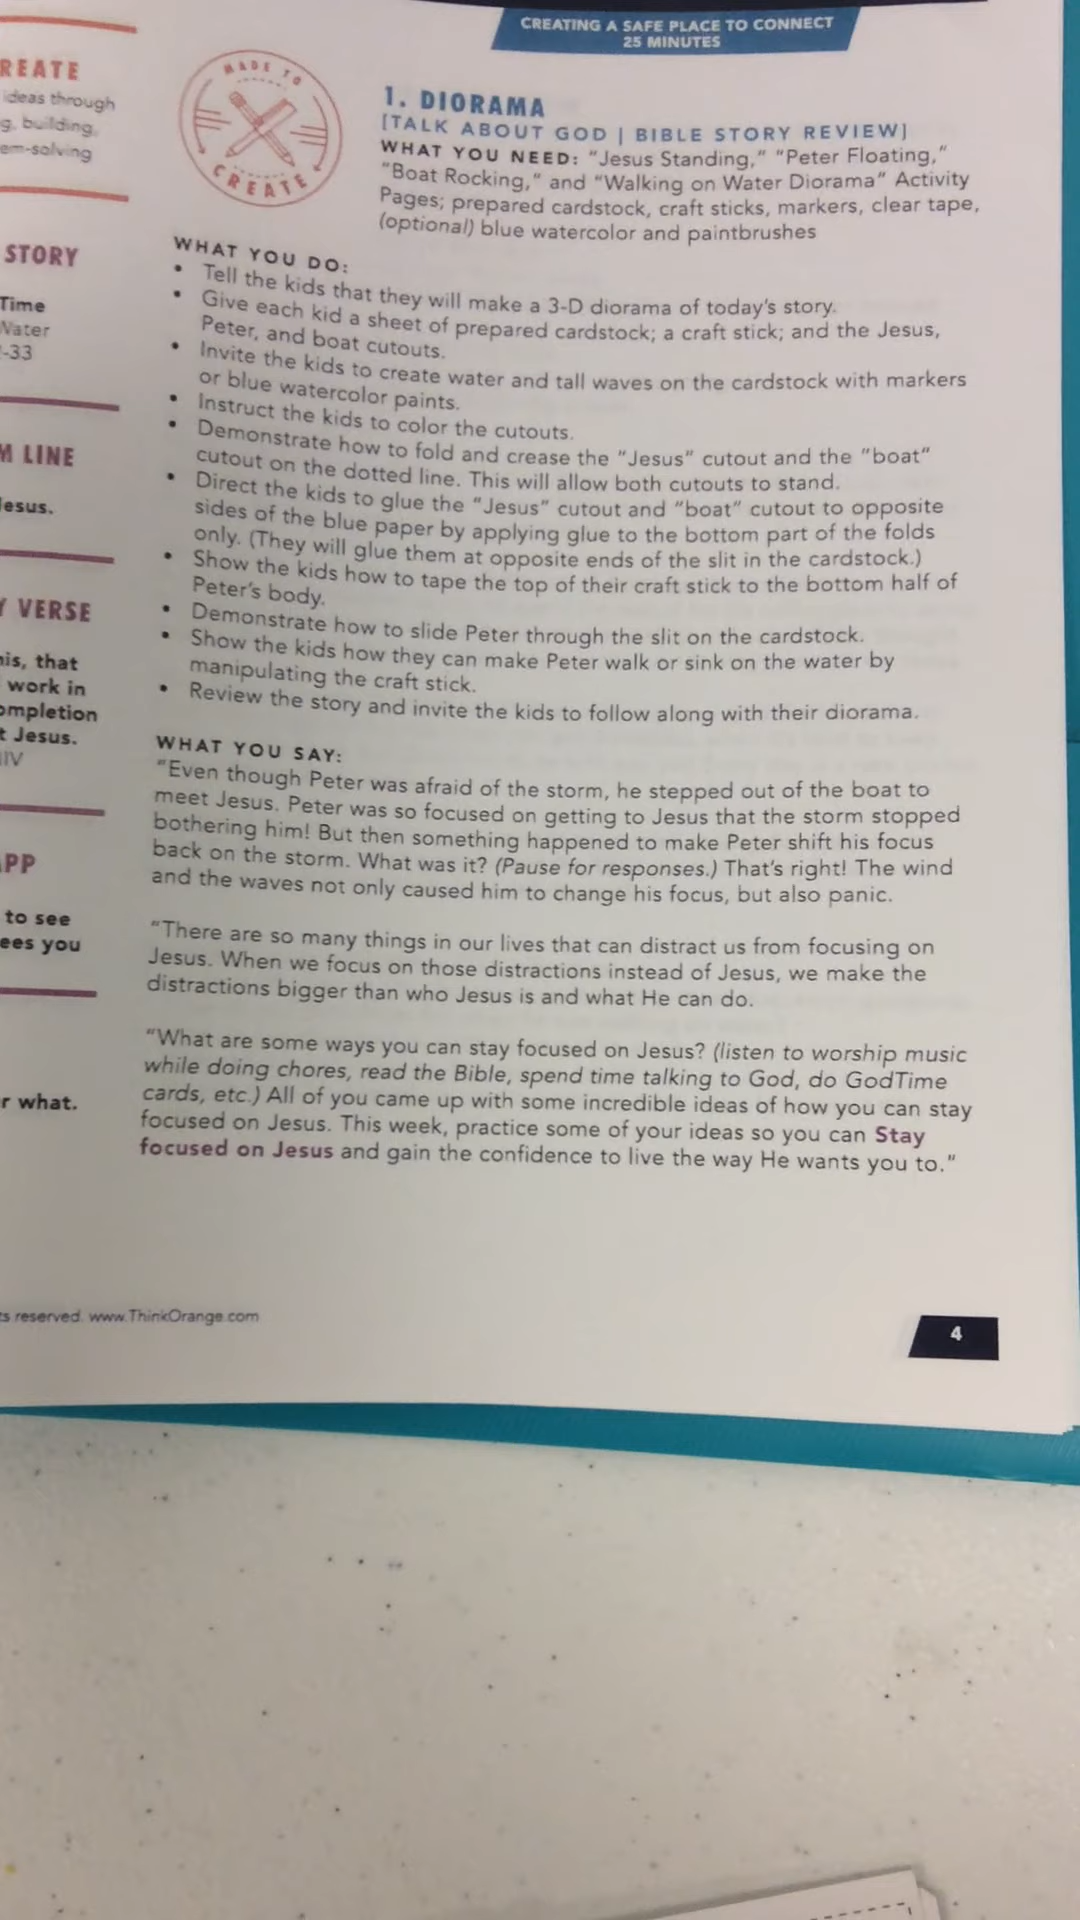 CREATING A SAFE PLACE TO CONNECT
25 MINUTES
MADE TO
CREATE
1. DIORAMA
[TALK ABOUT GOD | BIBLE STORY REVIEW]
WHAT YOU NEED: "Jesus Standing," "Peter Floating,"
"Boat Rocking," and "Walking on Water Diorama" Activity
Pages; prepared cardstock, craft sticks, markers, clear tape,
(optional) blue watercolor and paintbrushes
WHAT YOU DO:
• Tell the kids that they will make a 3-D diorama of today's story.
• Give each kid a sheet of prepared cardstock; a craft stick; and the Jesus,
Peter, and boat cutouts.
• Invite the kids to create water and tall waves on the cardstock with markers
or blue watercolor paints.
• Instruct the kids to color the cutouts.
• Demonstrate how to fold and crease the "Jesus" cutout and the "boat"
cutout on the dotted line. This will allow both cutouts to stand.
• Direct the kids to glue the "Jesus" cutout and "boat" cutout to opposite
sides of the blue paper by applying glue to the bottom part of the folds
only. (They will glue them at opposite ends of the slit in the cardstock.)
• Show the kids how to tape the top of their craft stick to the bottom half of
Peter's body.
• Demonstrate how to slide Peter through the slit on the cardstock.
• Show the kids how they can make Peter walk or sink on the water by
manipulating the craft stick.
• Review the story and invite the kids to follow along with their diorama.
WHAT YOU SAY:
"Even though Peter was afraid of the storm, he stepped out of the boat to
meet Jesus. Peter was so focused on getting to Jesus that the storm stopped
bothering him! But then something happened to make Peter shift his focus
back on the storm. What was it? (Pause for responses.) That's right! The wind
and the waves not only caused him to change his focus, but also panic.
"There are so many things in our lives that can distract us from focusing on
Jesus. When we focus on those distractions instead of Jesus, we make the
distractions bigger than who Jesus is and what He can do.
"What are some ways you can stay focused on Jesus? (listen to worship music
while doing chores, read the Bible, spend time talking to God, do GodTime
cards, etc.) All of you came up with some incredible ideas of how you can stay
focused on Jesus. This week, practice some of your ideas so you can Stay
focused on Jesus and gain the confidence to live the way He wants you to."
REATE
ideas through
g, building,
em-solving
STORY
Time
Water
-33
M LINE
Jesus.
Y VERSE
his, that
work in
ompletion
t Jesus.
NIV
APP
to see
ees you
r what.
ts reserved. www.ThinkOrange.com
4